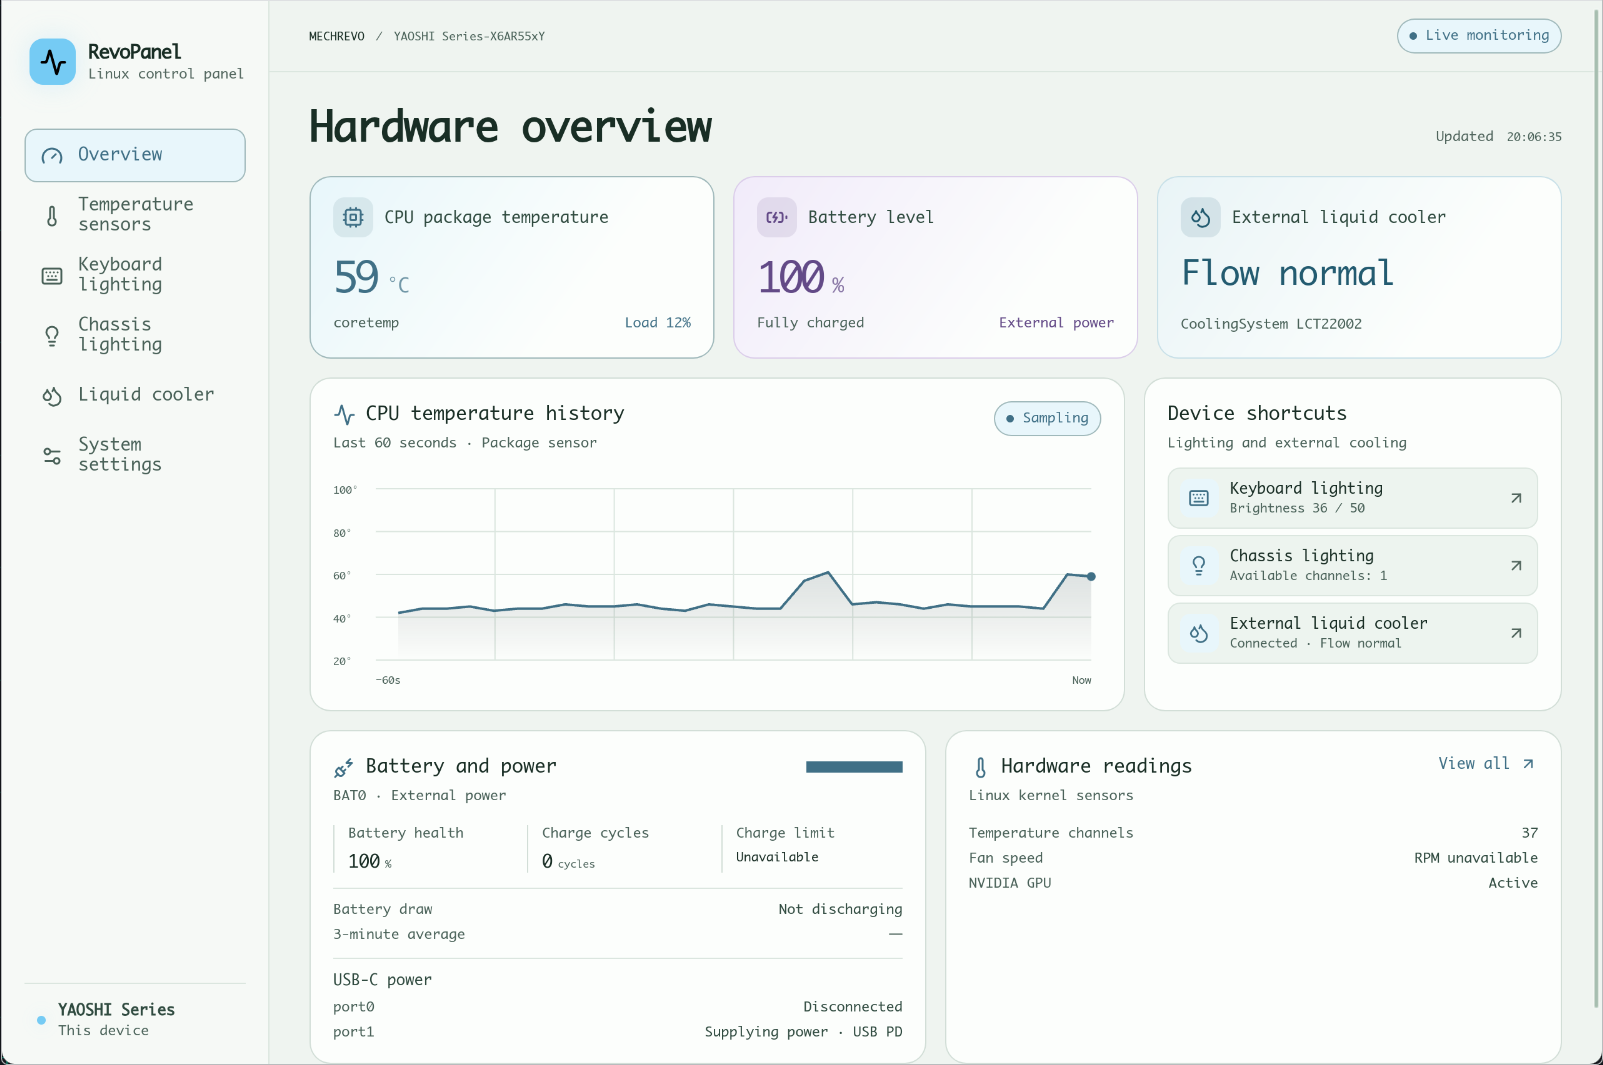 RevoPanel
Linux control panel
Overview
Temperature
sensors
Keyboard
lighting
Chassis
lighting
Liquid cooler
System
settings
YAOSHI Series
This device
MECHREVO / YAOSHI Series-X6AR55xY
Live monitoring
Hardware overview
Updated 20:06:35
CPU package temperature
59 °C
coretemp
Load 12%
Battery level
100 %
Fully charged
External power
External liquid cooler
Flow normal
CoolingSystem LCT22002
CPU temperature history
Last 60 seconds · Package sensor
Sampling
100°
80°
60°
40°
20°
−60s
Now
Device shortcuts
Lighting and external cooling
Keyboard lighting
Brightness 36 / 50
Chassis lighting
Available channels: 1
External liquid cooler
Connected · Flow normal
Battery and power
BAT0 · External power
Battery health
100 %
Charge cycles
0 cycles
Charge limit
Unavailable
Battery draw
Not discharging
3-minute average
—
USB-C power
port0
Disconnected
port1
Supplying power · USB PD
Hardware readings
View all
Linux kernel sensors
Temperature channels
37
Fan speed
RPM unavailable
NVIDIA GPU
Active